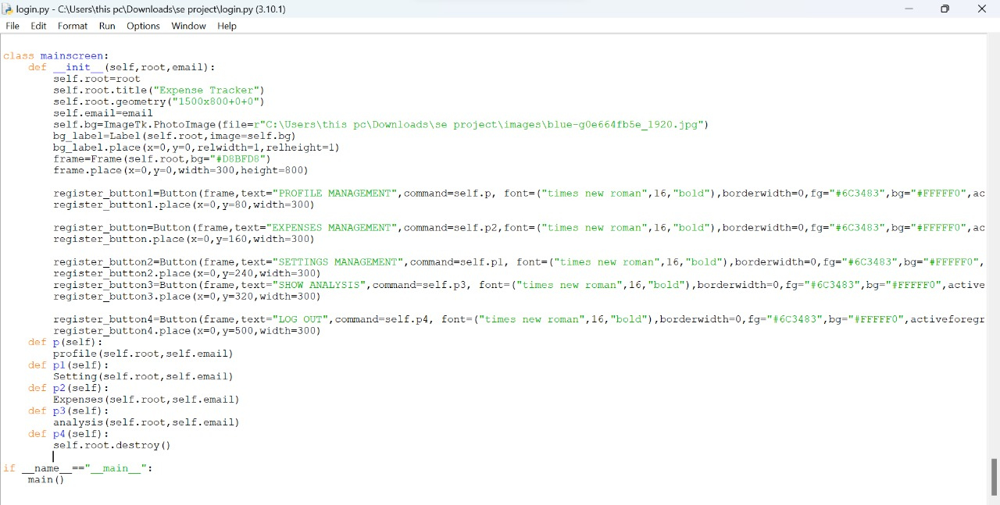 login.py - C:\Users\this pc\Downloads\se project\login.py (3.10.1)
File Edit Format Run Options Window Help
class mainscreen:
    def __init__(self,root,email):
        self.root=root
        self.root.title("Expense Tracker")
        self.root.geometry("1500x800+0+0")
        self.email=email
        self.bg=ImageTk.PhotoImage(file=r"C:\Users\this pc\Downloads\se project\images\blue-g0e664fb5e_1920.jpg")
        bg_label=Label(self.root,image=self.bg)
        bg_label.place(x=0,y=0,relwidth=1,relheight=1)
        frame=Frame(self.root,bg="#D8BFD8")
        frame.place(x=0,y=0,width=300,height=800)
        register_button1=Button(frame,text="PROFILE MANAGEMENT",command=self.p, font=("times new roman",16,"bold"),borderwidth=0,fg="#6C3483",bg="#FFFFF0",ac
        register_button1.place(x=0,y=80,width=300)
        register_button=Button(frame,text="EXPENSES MANAGEMENT",command=self.p2,font=("times new roman",16,"bold"),borderwidth=0,fg="#6C3483",bg="#FFFFF0",ac
        register_button.place(x=0,y=160,width=300)
        register_button2=Button(frame,text="SETTINGS MANAGEMENT",command=self.p1, font=("times new roman",16,"bold"),borderwidth=0,fg="#6C3483",bg="#FFFFF0",
        register_button2.place(x=0,y=240,width=300)
        register_button3=Button(frame,text="SHOW ANALYSIS",command=self.p3, font=("times new roman",16,"bold"),borderwidth=0,fg="#6C3483",bg="#FFFFF0",active
        register_button3.place(x=0,y=320,width=300)
        register_button4=Button(frame,text="LOG OUT",command=self.p4, font=("times new roman",16,"bold"),borderwidth=0,fg="#6C3483",bg="#FFFFF0",activeforegr
        register_button4.place(x=0,y=500,width=300)
    def p(self):
        profile(self.root,self.email)
    def p1(self):
        Setting(self.root,self.email)
    def p2(self):
        Expenses(self.root,self.email)
    def p3(self):
        analysis(self.root,self.email)
    def p4(self):
        self.root.destroy()
if __name__=="__main__":
    main()